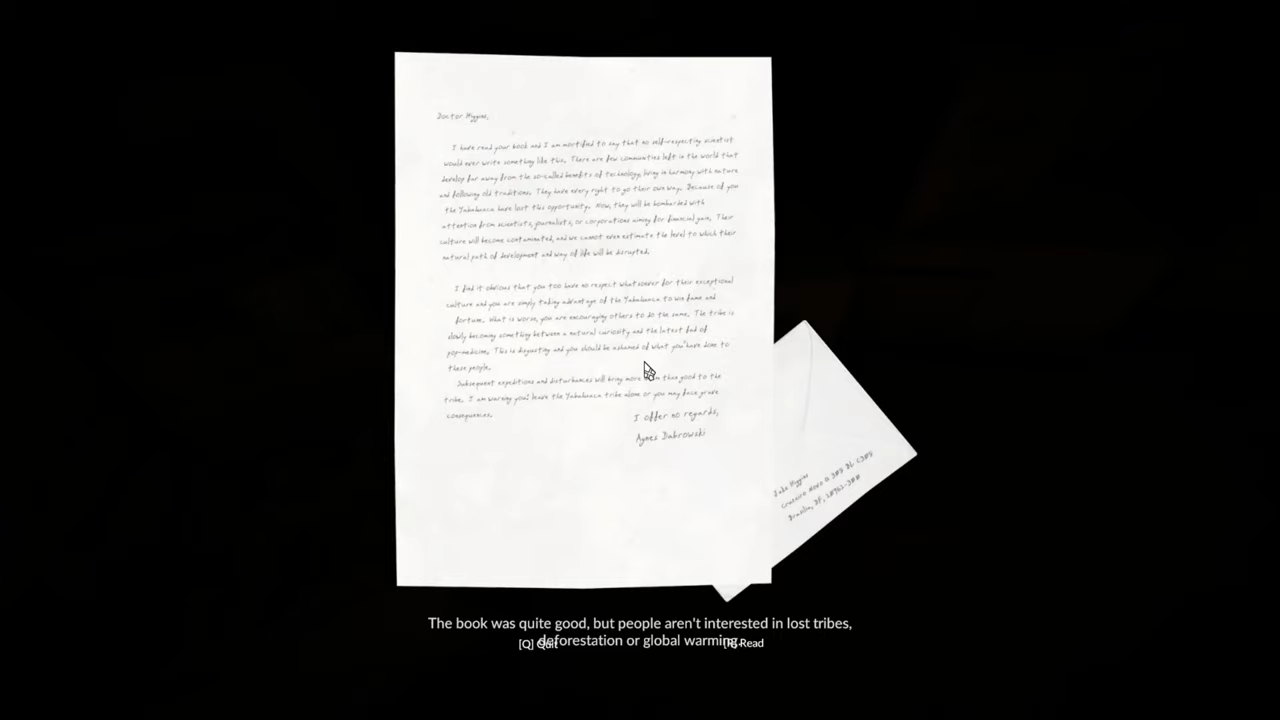 Doctor Higgins,
I have read your book and I am mortified to say that no self-respecting scientist
would ever write something like this. There are few communities left in the world that
develop far away from the so-called benefits of technology, living in harmony with nature
and following old traditions. They have every right to go their own way. Because of you
the Yabahuaca have lost this opportunity. Now, they will be bombarded with
attention from scientists, journalists, or corporations aiming for financial gain. Their
culture will become contaminated, and we cannot even estimate the level to which their
natural path of development and way of life will be disrupted.
I find it obvious that you too have no respect whatsoever for their exceptional
culture and you are simply taking advantage of the Yabahuaca to win fame and
fortune. What is worse, you are encouraging others to do the same. The tribe is
slowly becoming something between a natural curiosity and the latest fad of
pop-medicine. This is disgusting and you should be ashamed of what you have done to
these people.
Subsequent expeditions and disturbances will bring more than good to the
tribe. I am warning you: leave the Yabahuaca tribe alone or you may face grave
consequences.
I offer no regards,
Agnes Dabrowski
Jake Higgins
Cruzeiro Novo Q
Brasilia, DF,
The book was quite good, but people aren't interested in lost tribes,
deforestation or global warming.
[Q] Quit
[R] Read